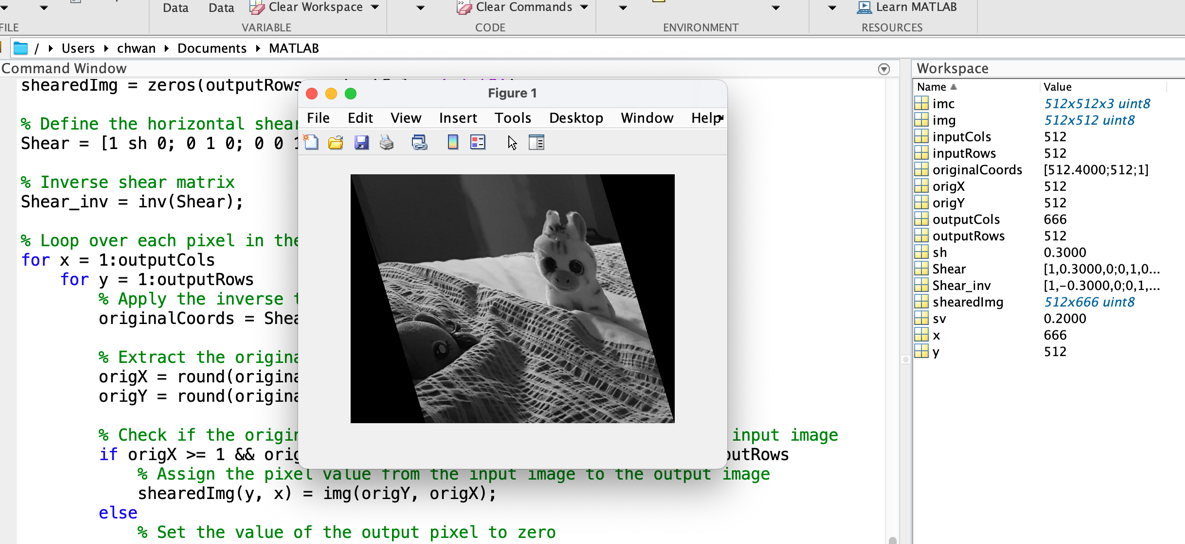 Data Data Clear Workspace Clear Commands Learn MATLAB
FILE VARIABLE CODE ENVIRONMENT RESOURCES
/ Users chwan Documents MATLAB
Command Window
shearedImg = zeros(outputRows
% Define the horizontal shear
Shear = [1 sh 0; 0 1 0; 0 0 1
% Inverse shear matrix
Shear_inv = inv(Shear);
% Loop over each pixel in the
for x = 1:outputCols
for y = 1:outputRows
% Apply the inverse t
originalCoords = Shea
% Extract the origina
origX = round(origina
origY = round(origina
% Check if the origin input image
if origX >= 1 && orig putRows
% Assign the pixel value from the input image to the output image
shearedImg(y, x) = img(origY, origX);
else
% Set the value of the output pixel to zero
Figure 1
File Edit View Insert Tools Desktop Window Help
Workspace
Name Value
imc 512x512x3 uint8
img 512x512 uint8
inputCols 512
inputRows 512
originalCoords [512.4000;512;1]
origX 512
origY 512
outputCols 666
outputRows 512
sh 0.3000
Shear [1,0.3000,0;0,1,0...
Shear_inv [1,-0.3000,0;0,1,...
shearedImg 512x666 uint8
sv 0.2000
x 666
y 512